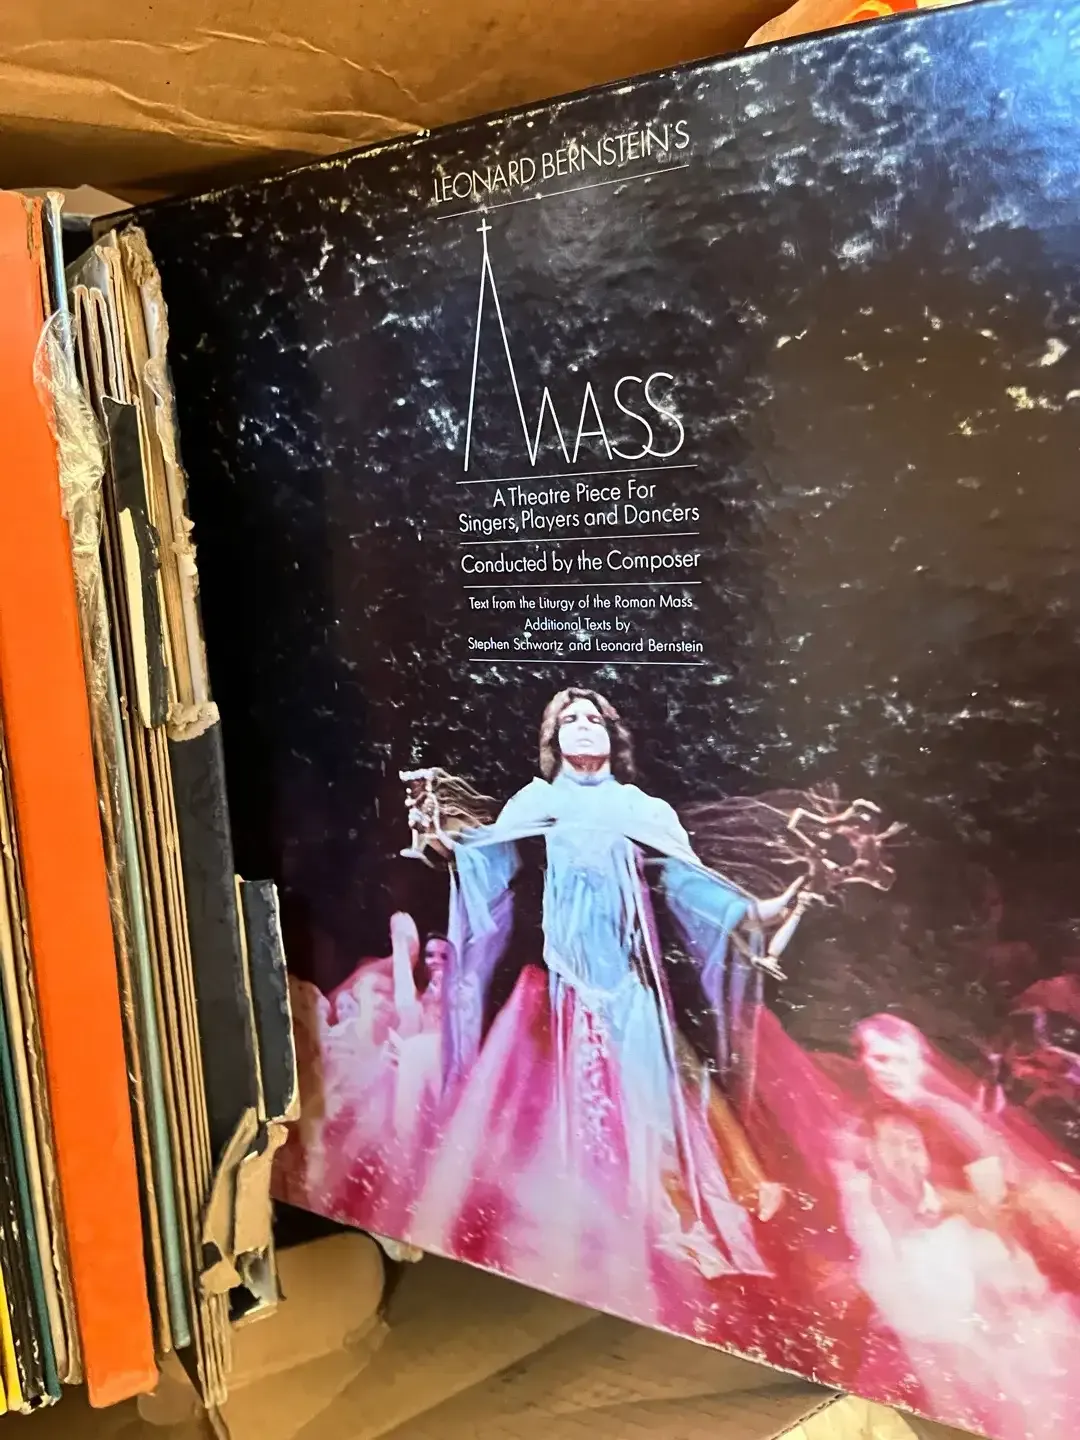 LEONARD BERNSTEIN'S
MASS
A Theatre Piece For
Singers, Players and Dancers
Conducted by the Composer
Text from the Liturgy of the Roman Mass
Additional Texts by
Stephen Schwartz and Leonard Bernstein